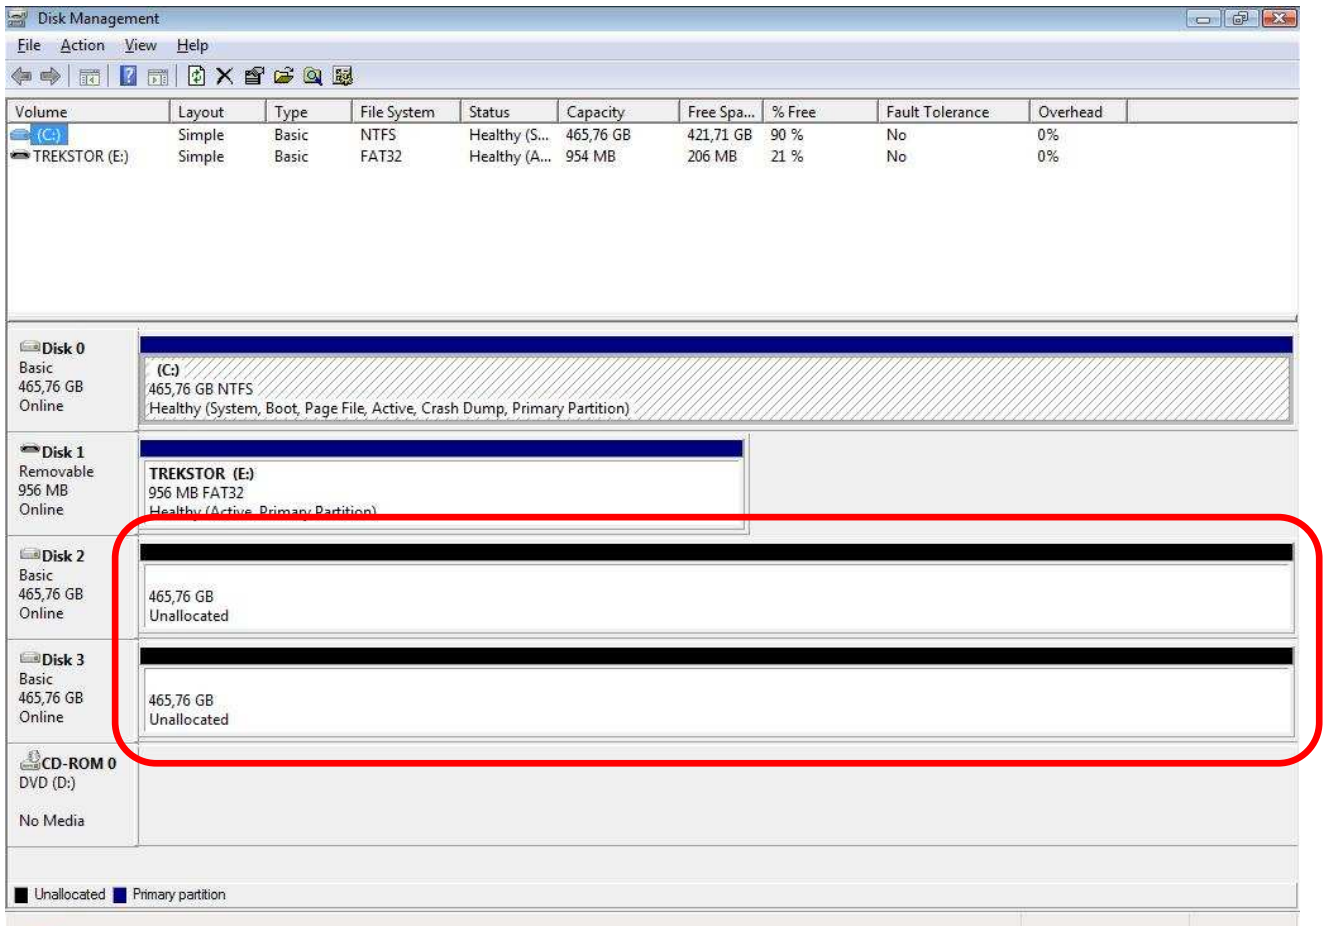 Disk Management
File Action View Help
Volume Layout Type File System Status Capacity Free Spa... % Free Fault Tolerance Overhead
(C:) Simple Basic NTFS Healthy (S... 465,76 GB 421,71 GB 90 % No 0%
TREKSTOR (E:) Simple Basic FAT32 Healthy (A... 954 MB 206 MB 21 % No 0%
Disk 0
Basic
465,76 GB
Online
(C:)
465,76 GB NTFS
Healthy (System, Boot, Page File, Active, Crash Dump, Primary Partition)
Disk 1
Removable
956 MB
Online
TREKSTOR (E:)
956 MB FAT32
Healthy (Active, Primary Partition)
Disk 2
Basic
465,76 GB
Online
465,76 GB
Unallocated
Disk 3
Basic
465,76 GB
Online
465,76 GB
Unallocated
CD-ROM 0
DVD (D:)
No Media
Unallocated Primary partition